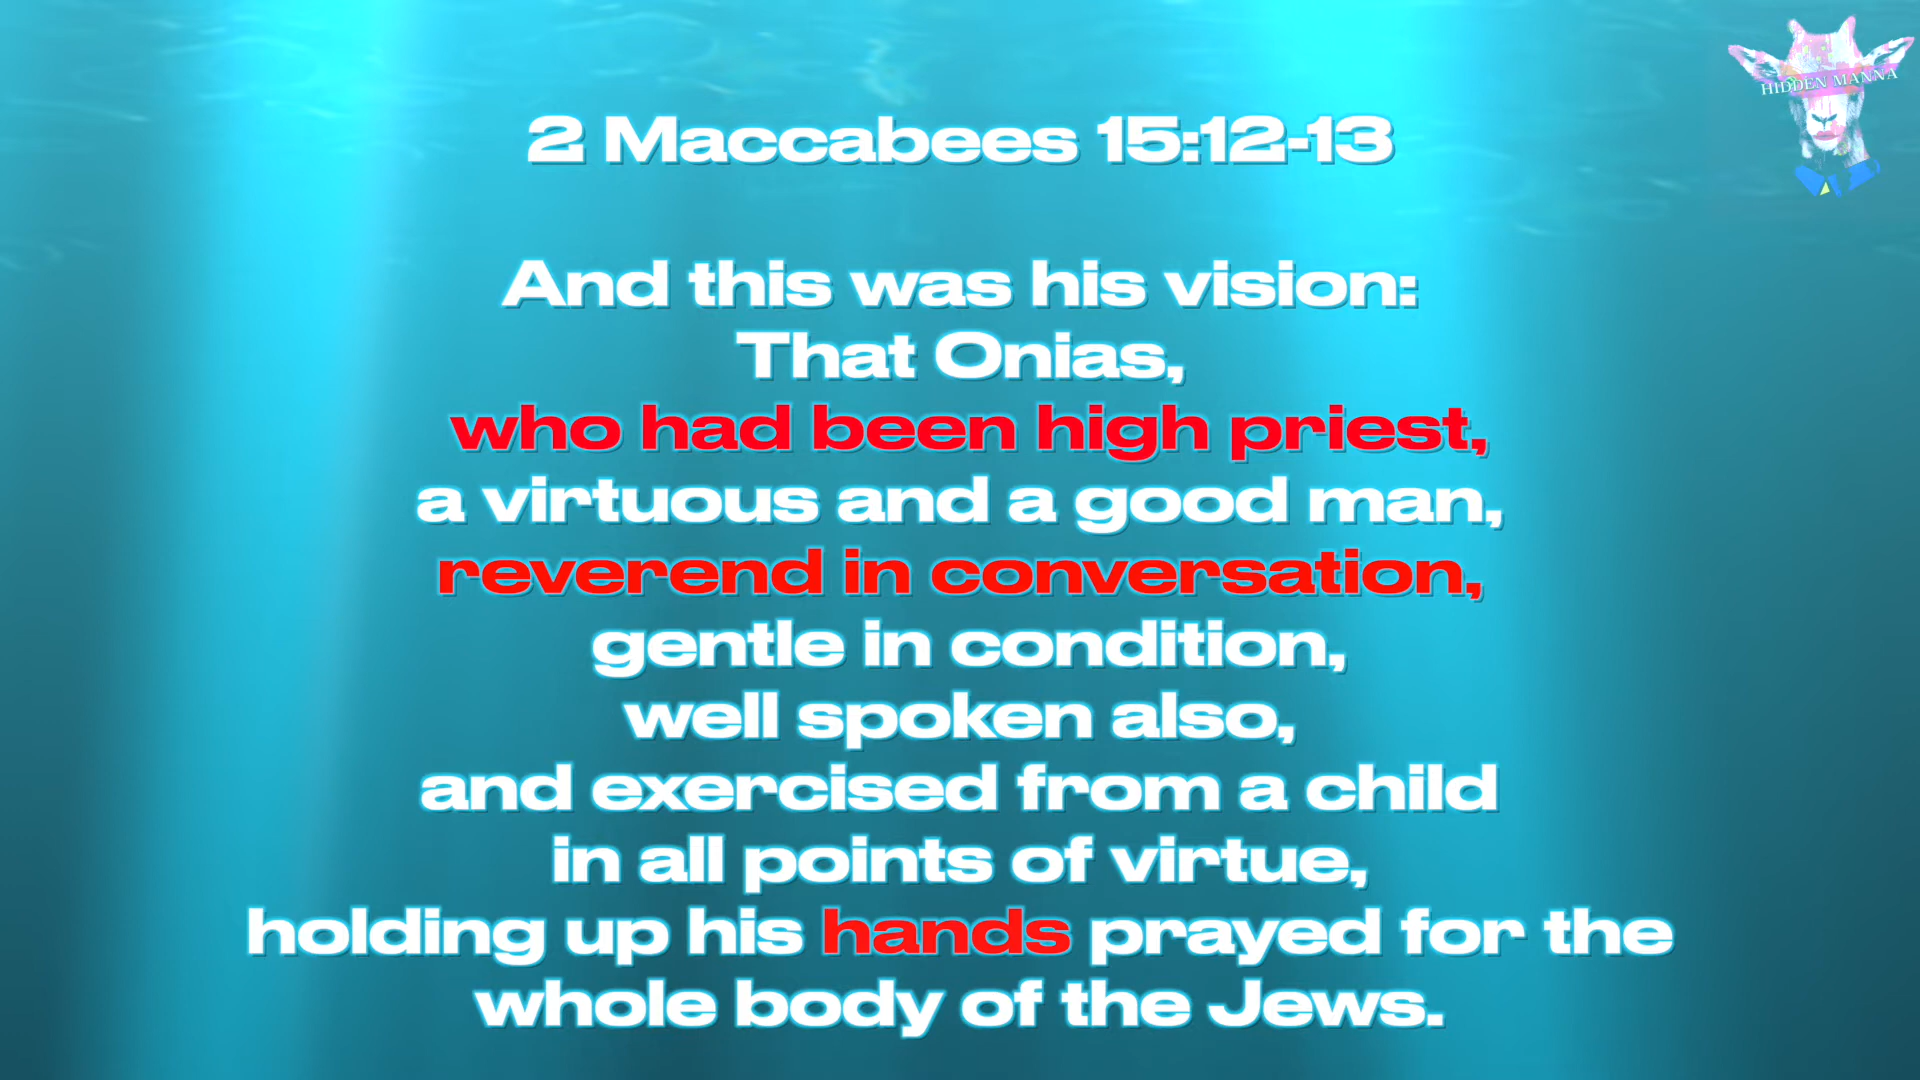 HIDDEN MANNA
2 Maccabees 15:12-13
And this was his vision:
That Onias,
who had been high priest,
a virtuous and a good man,
reverend in conversation,
gentle in condition,
well spoken also,
and exercised from a child
in all points of virtue,
holding up his hands prayed for the
whole body of the Jews.